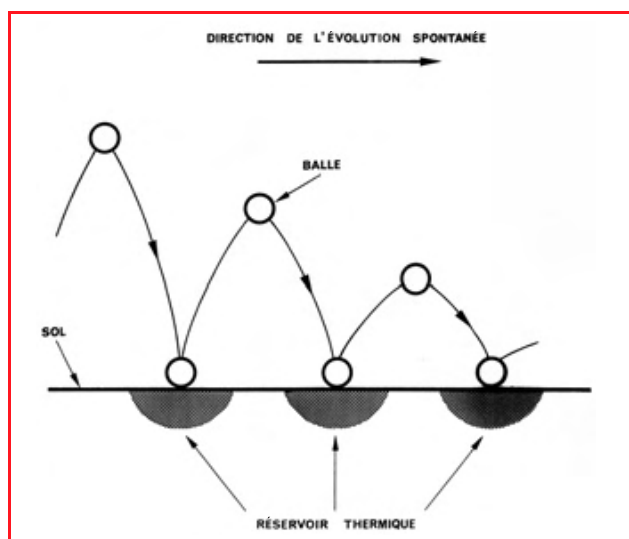 DIRECTION DE L'ÉVOLUTION SPONTANÉE
BALLE
SOL
RÉSERVOIR THERMIQUE